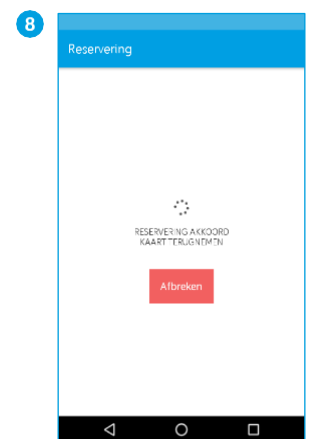 8
Reservering
RESERVERING AKKOORD
KAART TERUGNEMEN
Afbreken